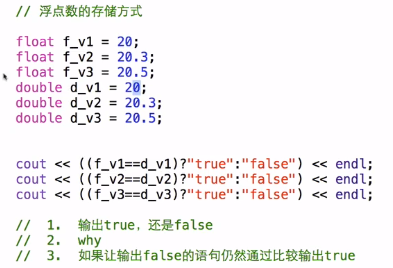 // 浮点数的存储方式
float f_v1 = 20;
float f_v2 = 20.3;
float f_v3 = 20.5;
double d_v1 = 20;
double d_v2 = 20.3;
double d_v3 = 20.5;
cout << ((f_v1==d_v1)?"true":"false") << endl;
cout << ((f_v2==d_v2)?"true":"false") << endl;
cout << ((f_v3==d_v3)?"true":"false") << endl;
// 1. 输出true，还是false
// 2. why
// 3. 如果让输出false的语句仍然通过比较输出true